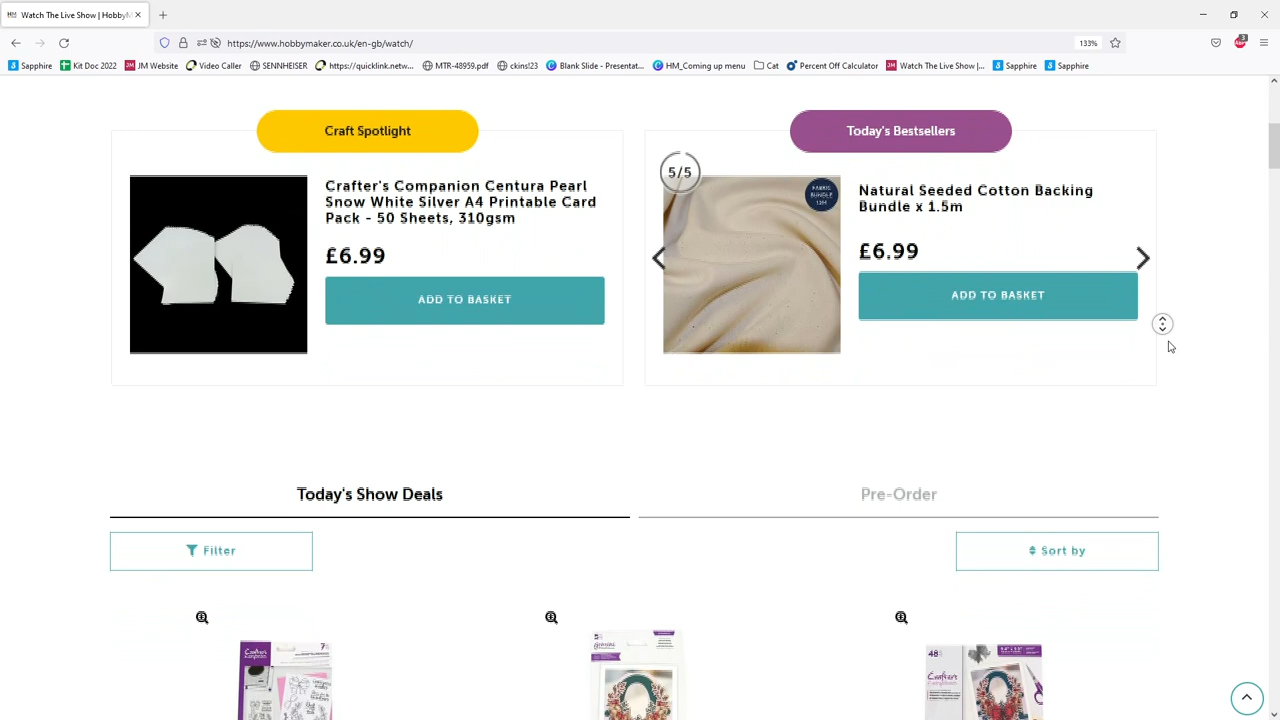 Watch The Live Show | HobbyM
https://www.hobbymaker.co.uk/en-gb/watch/
133%
3
Sapphire
Kit Doc 2022
JM Website
Video Caller
SENNHEISER
https://quicklink.netw...
MTR-48959.pdf
ckins!23
Blank Slide - Presentat...
HM_Coming up menu
Cat
Percent Off Calculator
Watch The Live Show |...
Sapphire
Sapphire
Craft Spotlight
Crafter's Companion Centura Pearl
Snow White Silver A4 Printable Card
Pack - 50 Sheets, 310gsm
£6.99
ADD TO BASKET
Today's Bestsellers
5/5
FABRIC
BUNDLE
Natural Seeded Cotton Backing
Bundle x 1.5m
£6.99
ADD TO BASKET
Today's Show Deals
Pre-Order
Filter
Sort by